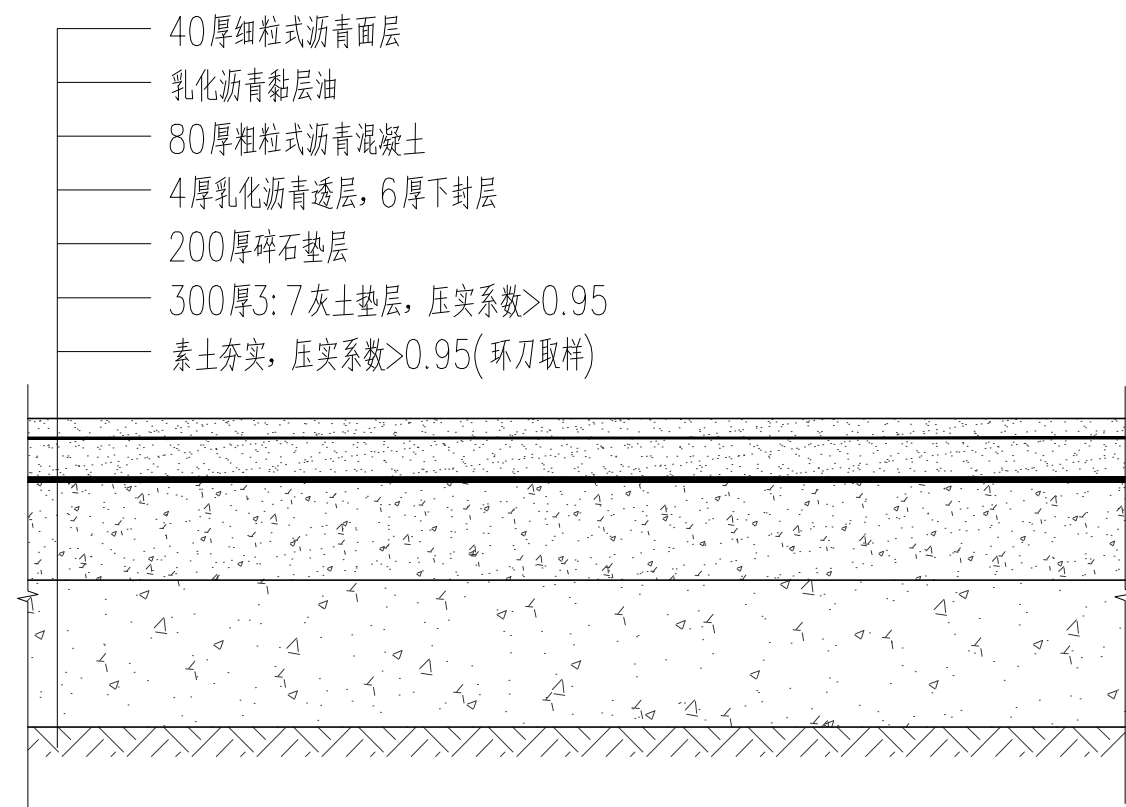 40厚细粒式沥青面层
乳化沥青黏层油
80厚粗粒式沥青混凝土
4厚乳化沥青透层，6厚下封层
200厚碎石垫层
300厚3：7灰土垫层，压实系数>0.95
素土夯实，压实系数>0.95(环刀取样)